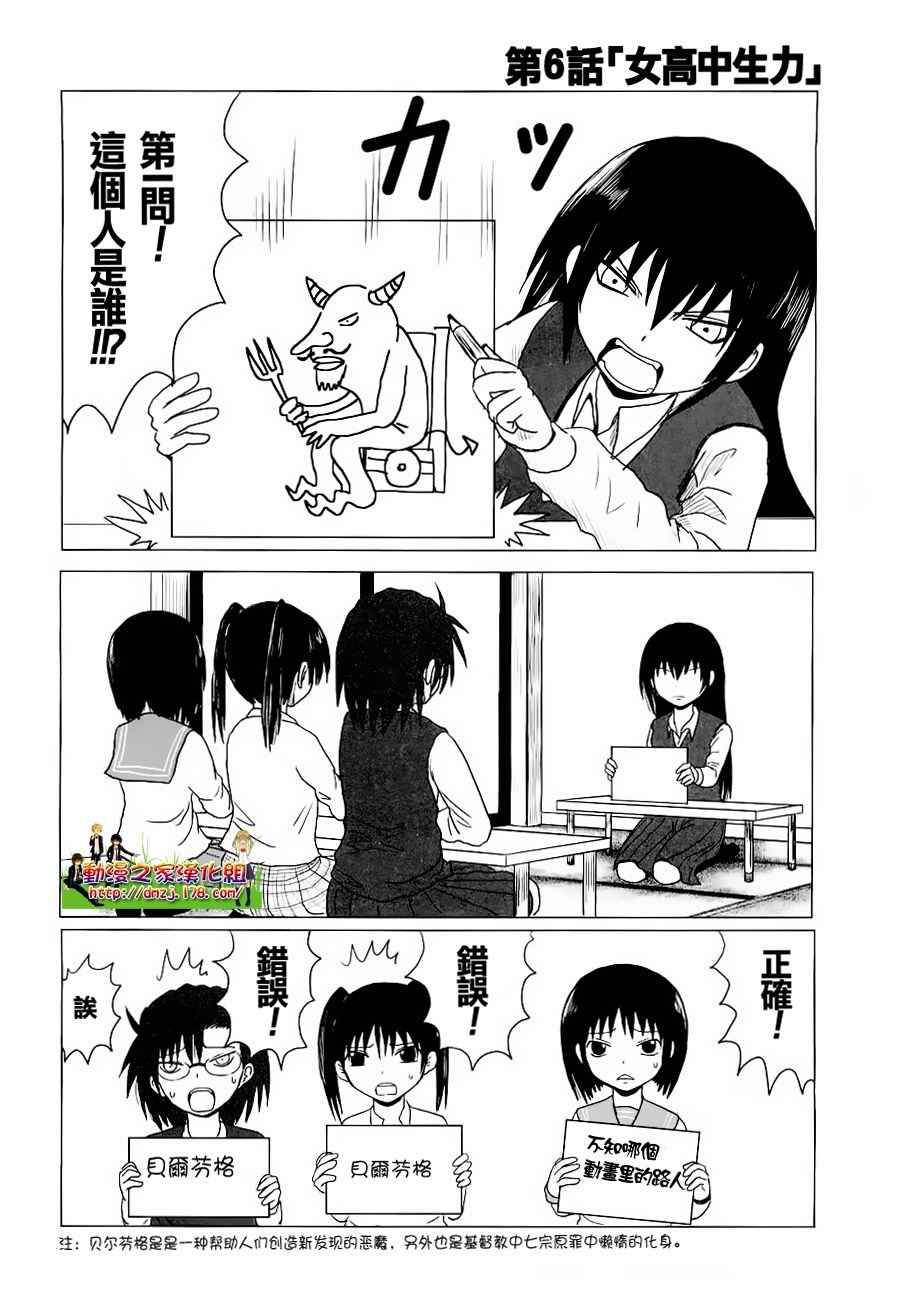 第6話「女高中生力」
カッ
第一問！
這個人是誰!!?
動漫之家漢化組
http://dmzj.178.com/
正確！
錯誤！
錯誤！
誒
不知哪個
動畫里的路人
貝爾芬格
貝爾芬格
注：贝尔芬格是是一种帮助人们创造新发现的恶魔，另外也是基督教中七宗原罪中懒惰的化身。